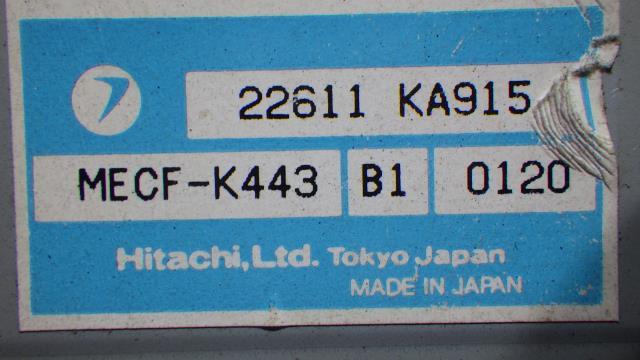 22611 KA915
MECF-K443 B1 0120
Hitachi, Ltd. Tokyo Japan
MADE IN JAPAN